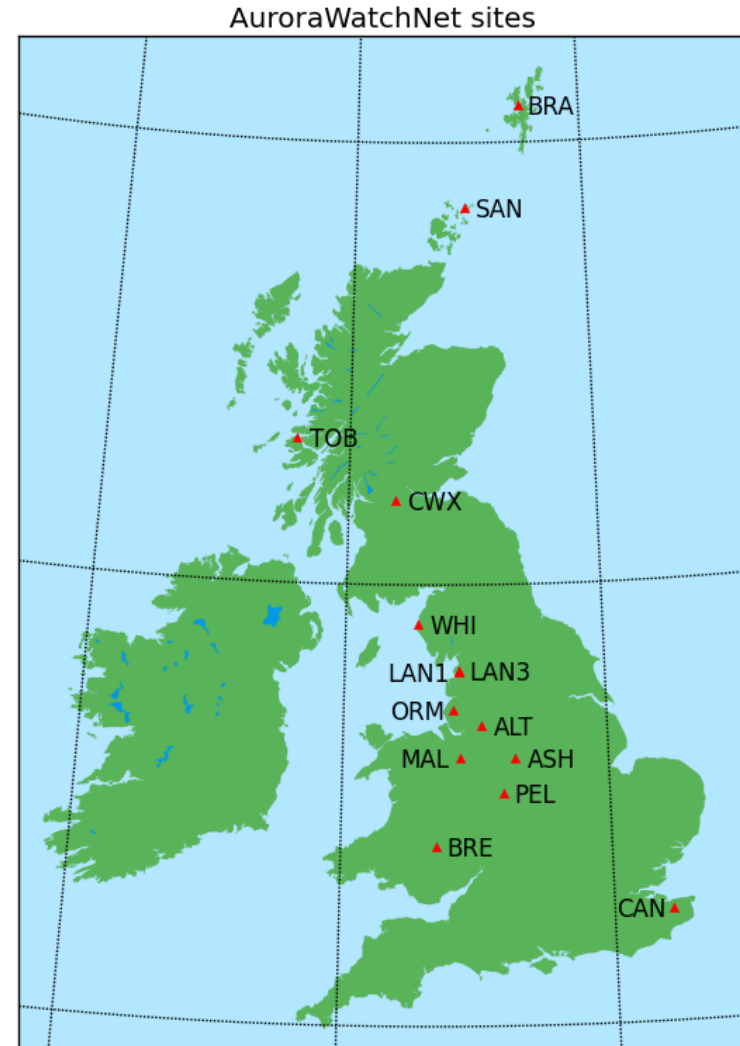 AuroraWatchNet sites
BRA
SAN
TOB
CWX
WHI
LAN1 LAN3
ORM
ALT
MAL ASH
PEL
BRE
CAN